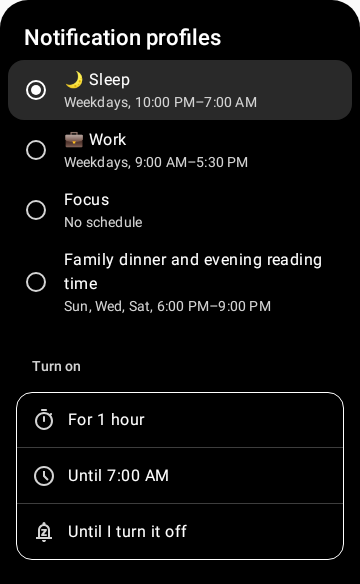 Notification profiles
🌙 Sleep
Weekdays, 10:00 PM–7:00 AM
💼 Work
Weekdays, 9:00 AM–5:30 PM
Focus
No schedule
Family dinner and evening reading
time
Sun, Wed, Sat, 6:00 PM–9:00 PM
Turn on
For 1 hour
Until 7:00 AM
Until I turn it off